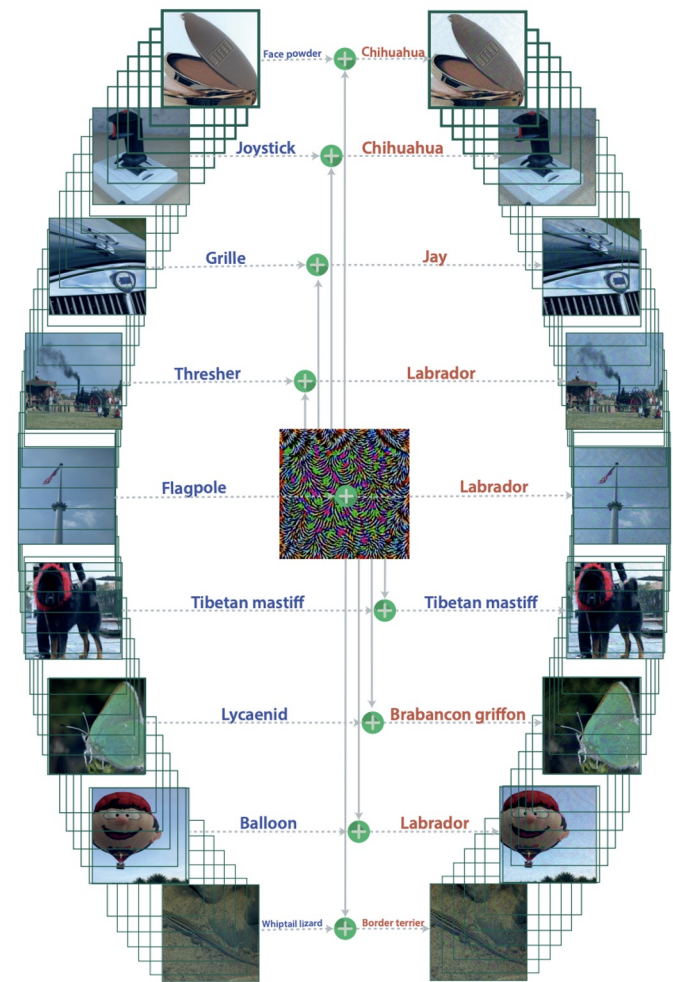 Face powder Chihuahua
Joystick Chihuahua
Grille Jay
Thresher Labrador
Flagpole Labrador
Tibetan mastiff Tibetan mastiff
Lycaenid Brabancon griffon
Balloon Labrador
Whiptail lizard Border terrier